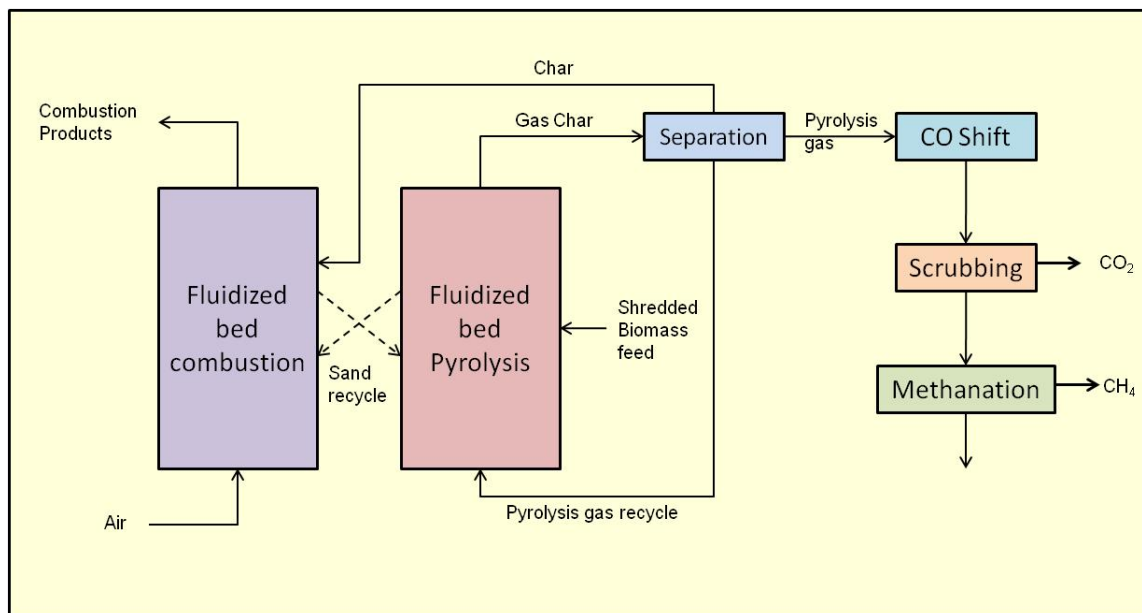 Char
Combustion
Products
Gas Char
Separation
Pyrolysis
gas
CO Shift
Fluidized
bed
combustion
Fluidized
bed
Pyrolysis
Sand
recycle
Shredded
Biomass
feed
Scrubbing
CO₂
Methanation
CH₄
Air
Pyrolysis gas recycle